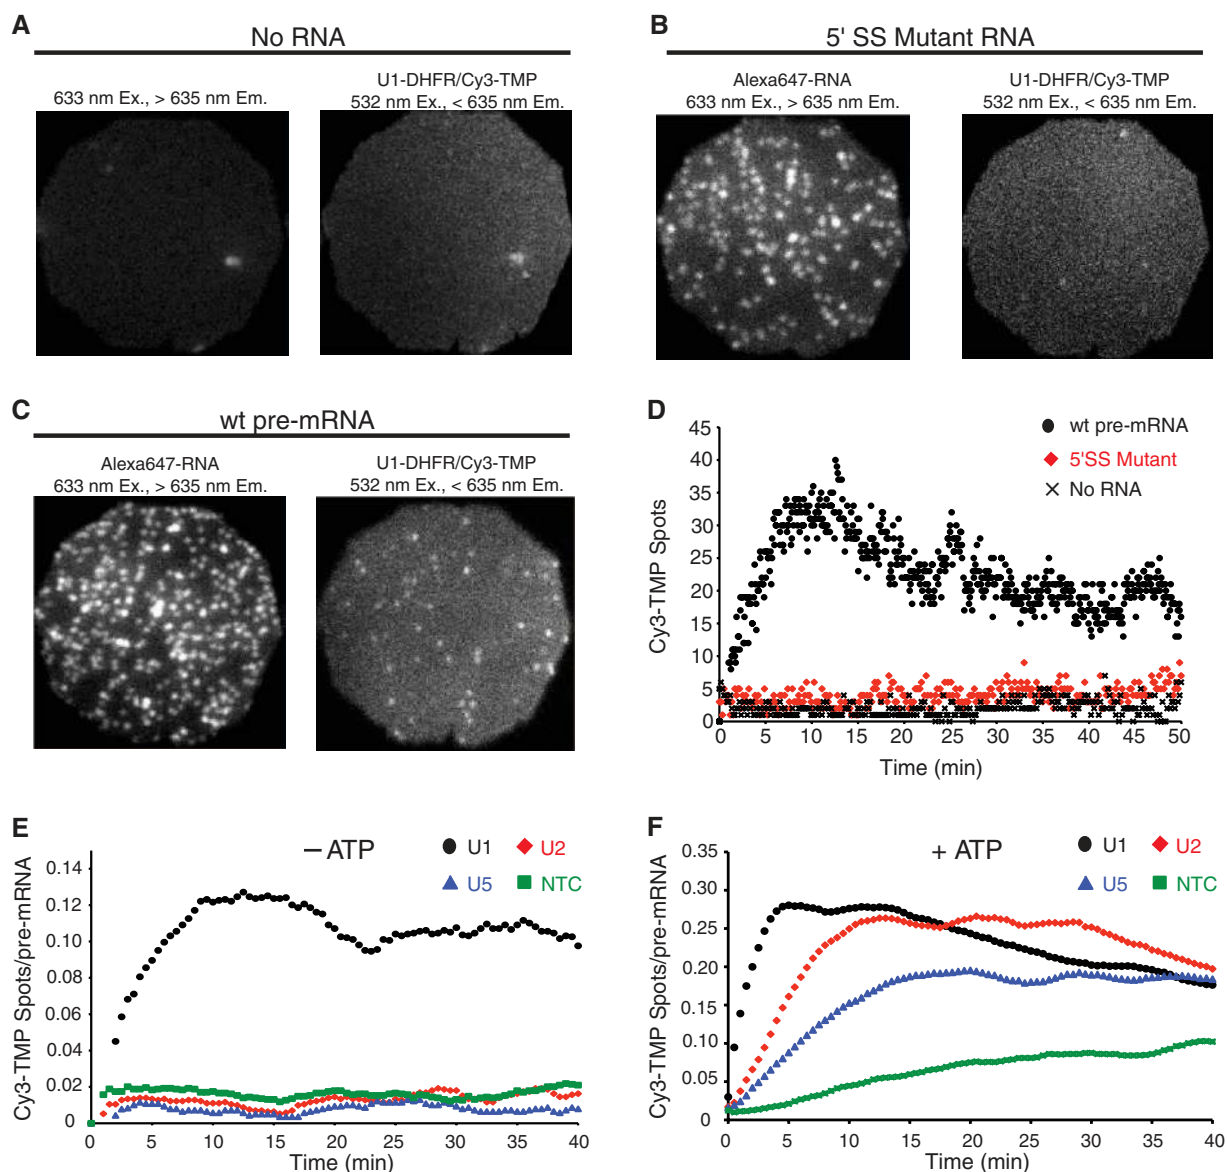 A
No RNA
633 nm Ex., > 635 nm Em.
U1-DHFR/Cy3-TMP
532 nm Ex., < 635 nm Em.
B
5' SS Mutant RNA
Alexa647-RNA
633 nm Ex., > 635 nm Em.
U1-DHFR/Cy3-TMP
532 nm Ex., < 635 nm Em.
C
wt pre-mRNA
Alexa647-RNA
633 nm Ex., > 635 nm Em.
U1-DHFR/Cy3-TMP
532 nm Ex., < 635 nm Em.
D
45
40
35
30
25
20
15
10
5
0
Cy3-TMP Spots
wt pre-mRNA
5'SS Mutant
No RNA
0 5 10 15 20 25 30 35 40 45 50
Time (min)
E
– ATP
U1
U2
U5
NTC
0.14
0.12
0.10
0.08
0.06
0.04
0.02
0
Cy3-TMP Spots/pre-mRNA
0 5 10 15 20 25 30 35 40
Time (min)
F
+ ATP
U1
U2
U5
NTC
0.35
0.30
0.25
0.20
0.15
0.10
0.05
0
Cy3-TMP Spots/pre-mRNA
0 5 10 15 20 25 30 35 40
Time (min)